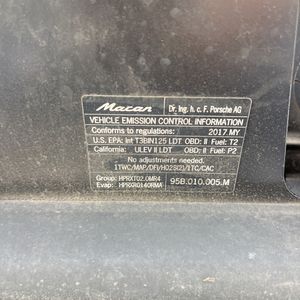 Macan Dr. Ing. h. c. F. Porsche AG
VEHICLE EMISSION CONTROL INFORMATION
Conforms to regulations: 2017 MY
U.S. EPA: Int T3BIN125 LDT OBD: II Fuel: T2
California: ULEV II LDT OBD: II Fuel: P2
No adjustments needed.
1TWC/MAP/DFI/HO2S(2)/1TC/CAC
Group: HPRXT02.0MR4
Evap: HPRXR0140RMA 95B.010.005.M